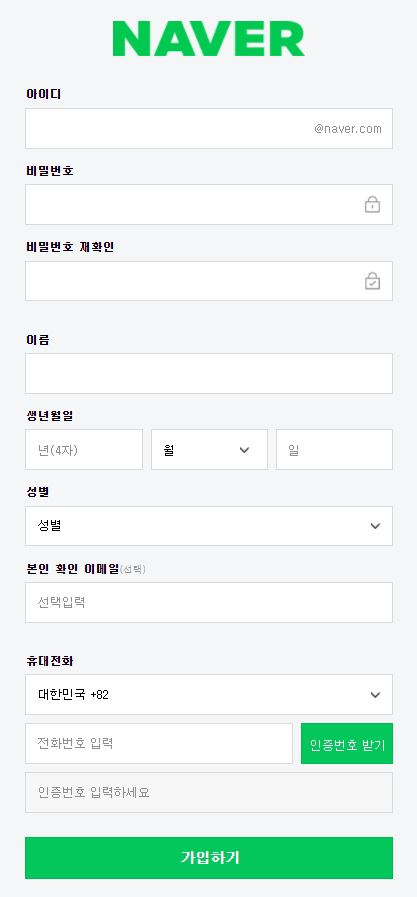 NAVER
아이디
@naver.com
비밀번호
비밀번호 재확인
이름
생년월일
년(4자) 월 일
성별
성별
본인 확인 이메일(선택)
선택입력
휴대전화
대한민국 +82
전화번호 입력 인증번호 받기
인증번호 입력하세요
가입하기